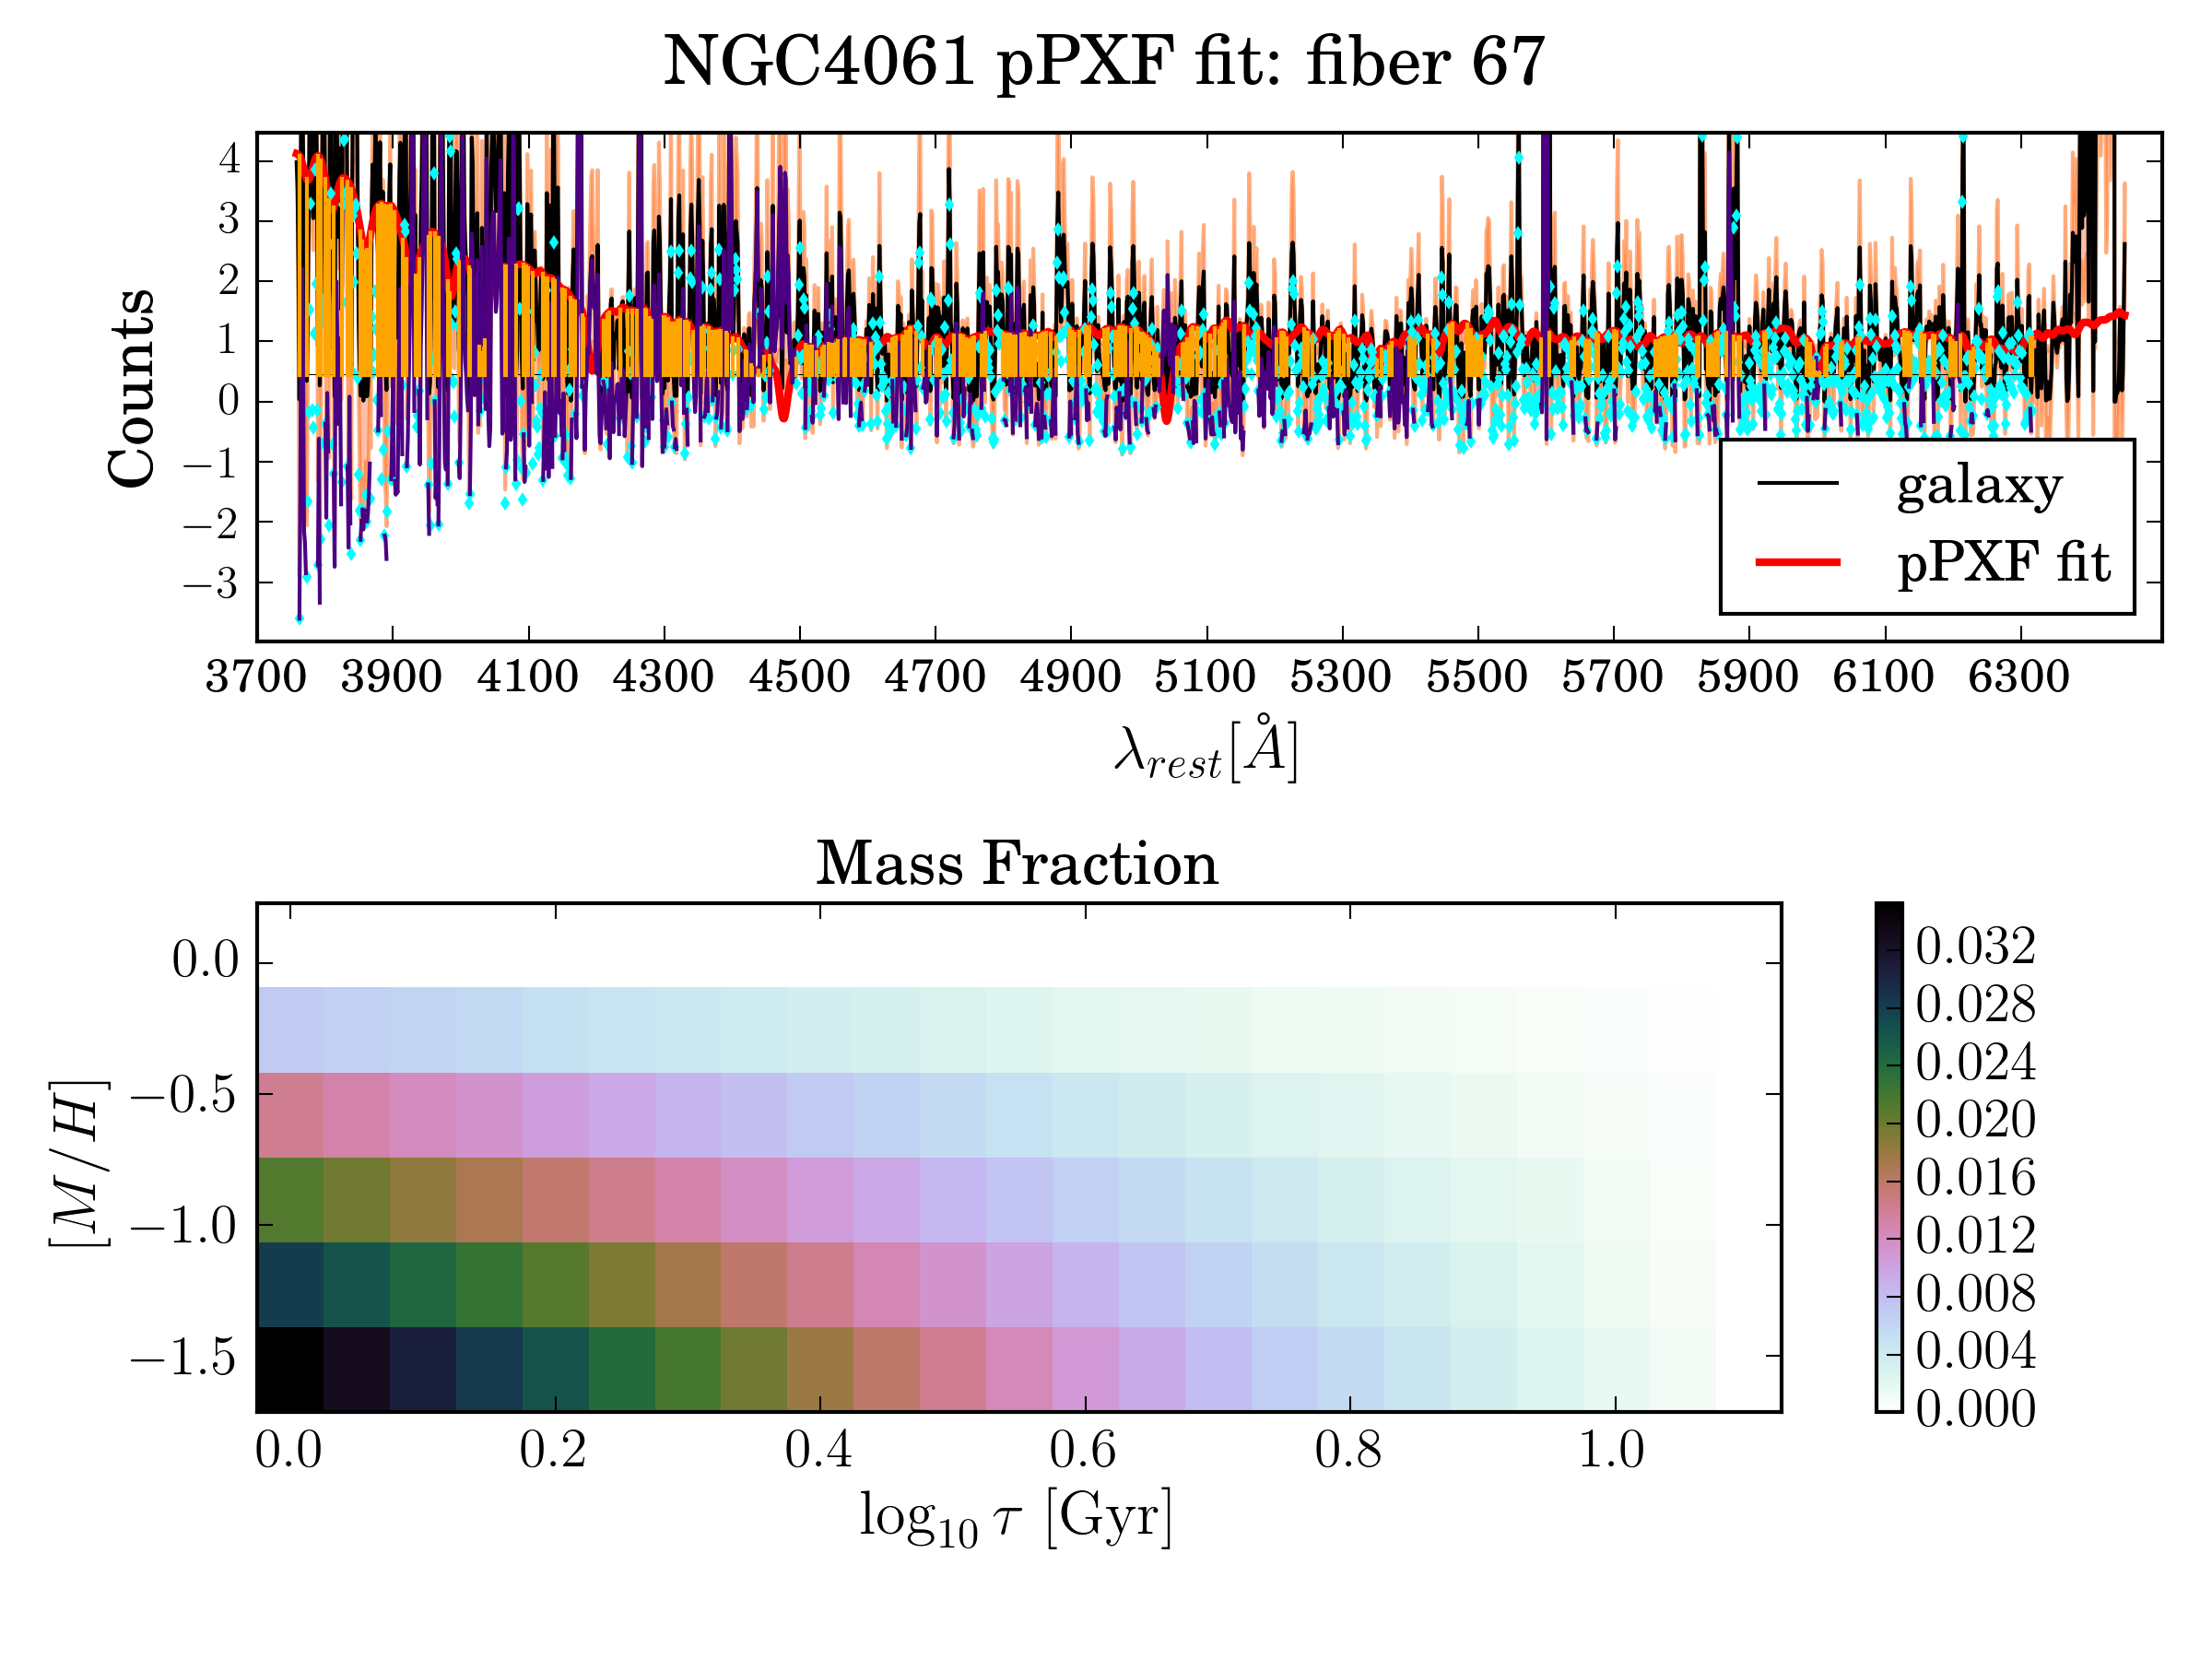 NGC4061 pPXF fit: fiber 67
4
3
2
1
0
−1
−2
−3
Counts
galaxy
pPXF fit
3700 3900 4100 4300 4500 4700 4900 5100 5300 5500 5700 5900 6100 6300
λrest[Å]
Mass Fraction
0.0
−0.5
−1.0
−1.5
[M/H]
0.0 0.2 0.4 0.6 0.8 1.0
log10 τ [Gyr]
0.032
0.028
0.024
0.020
0.016
0.012
0.008
0.004
0.000